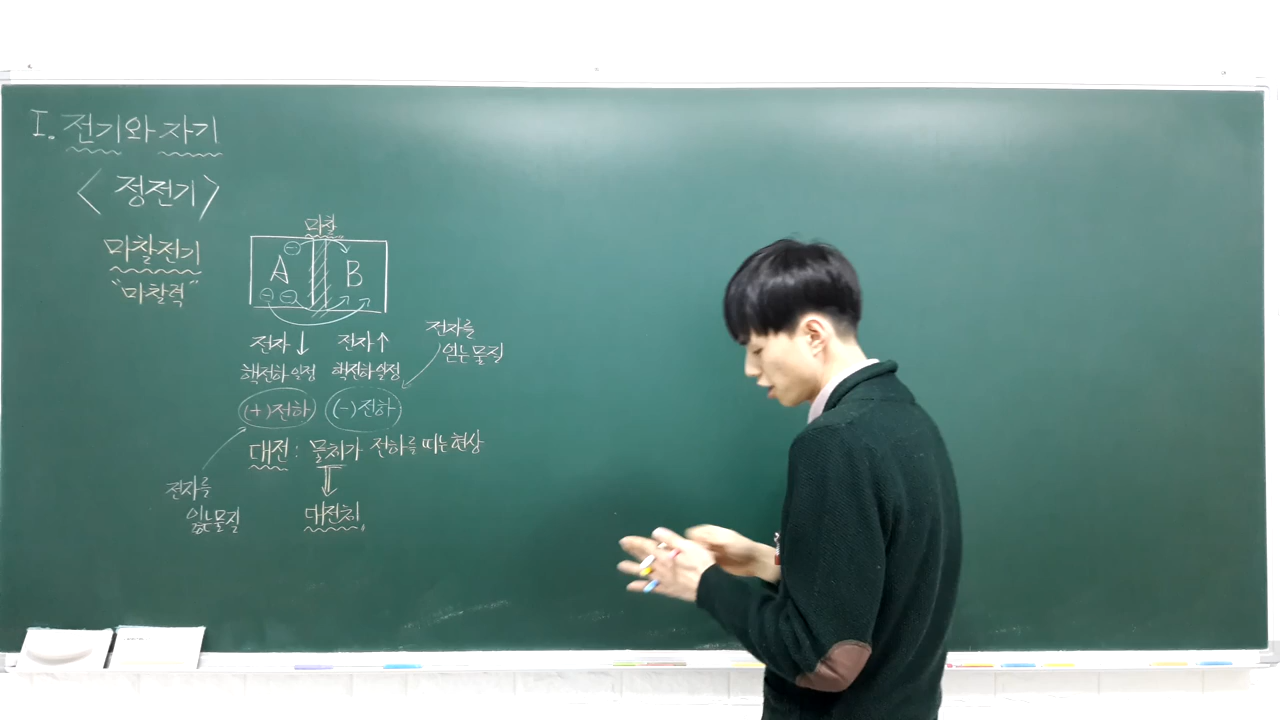 I. 전기와 자기
<정전기>
마찰전기
"마찰력"
마찰
A B
전자↓ 전자↑
핵전하 일정 핵전하 일정
(+)전하 (-)전하
전자를
얻는 물질
대전 : 물체가 전하를 띠는 현상
대전체
전자를
잃는 물질